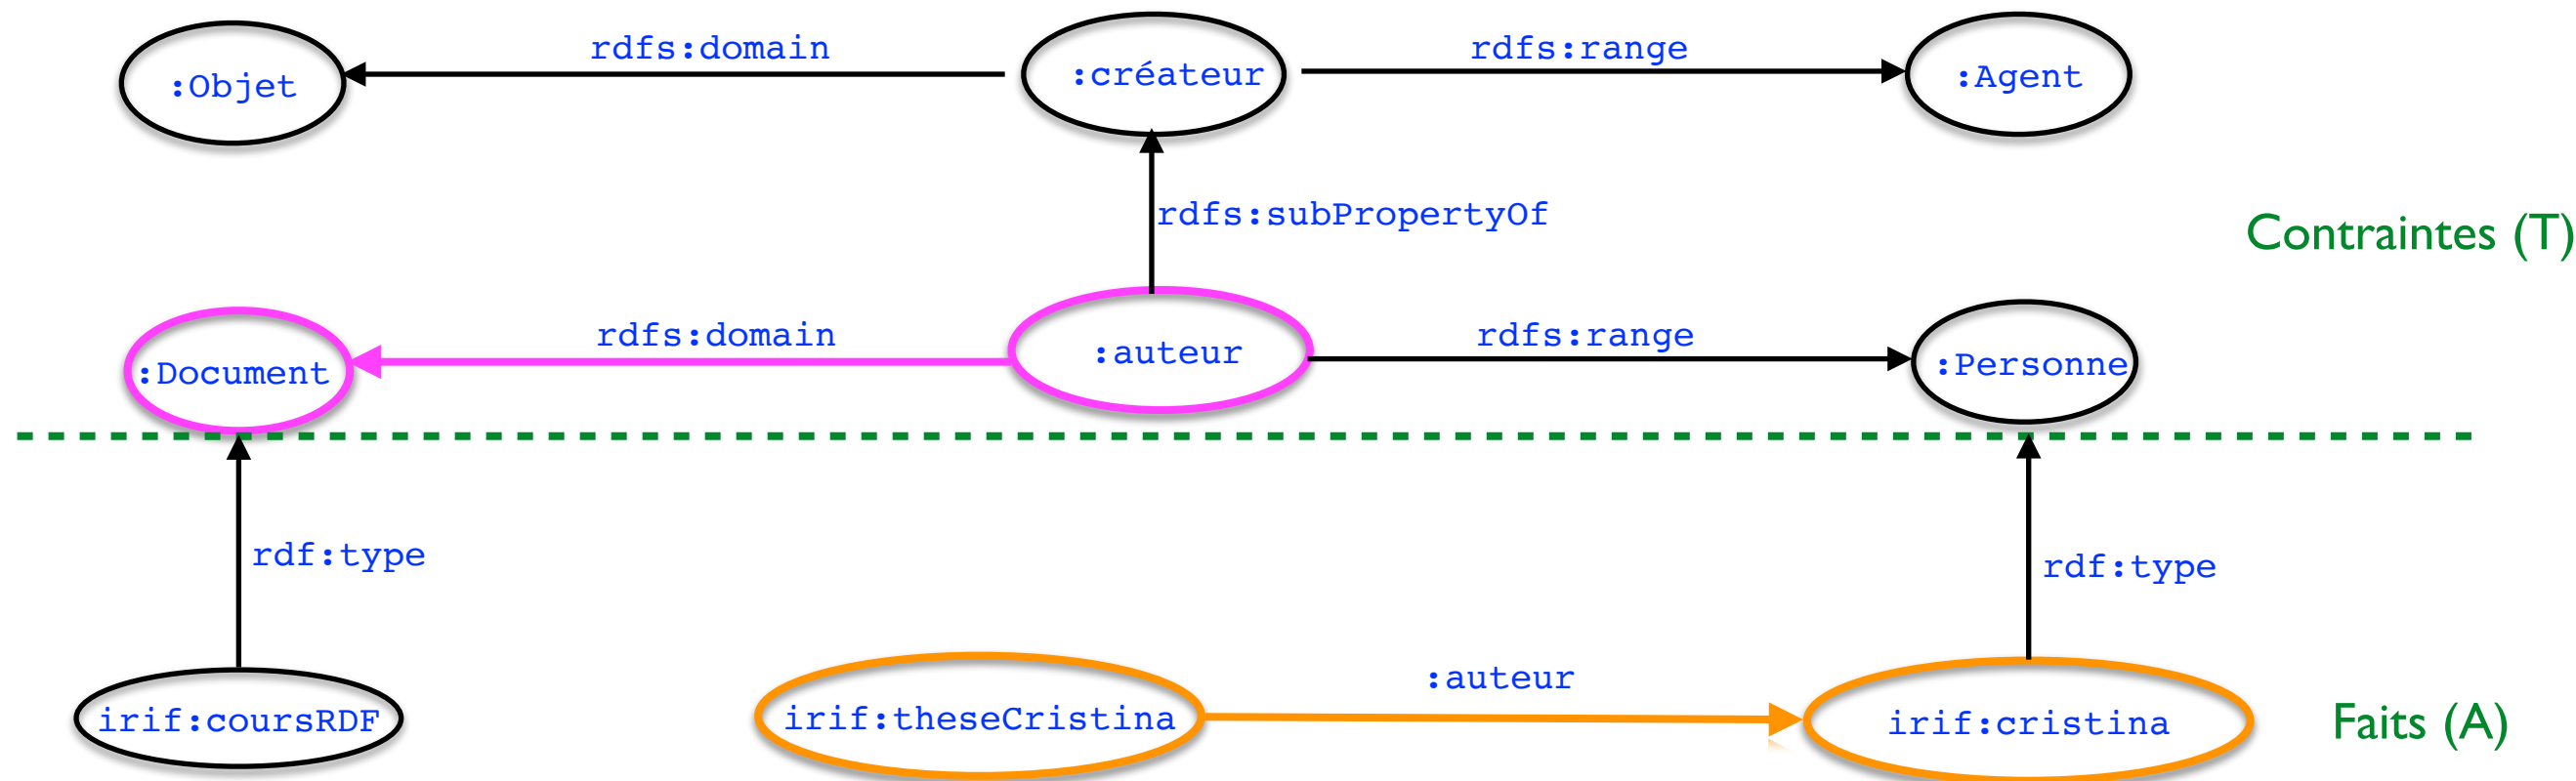 rdfs:domain
rdfs:range
:Objet
:créateur
:Agent
rdfs:subPropertyOf
Contraintes (T)
rdfs:domain
rdfs:range
:Document
:auteur
:Personne
rdf:type
rdf:type
:auteur
irif:coursRDF
irif:theseCristina
irif:cristina
Faits (A)